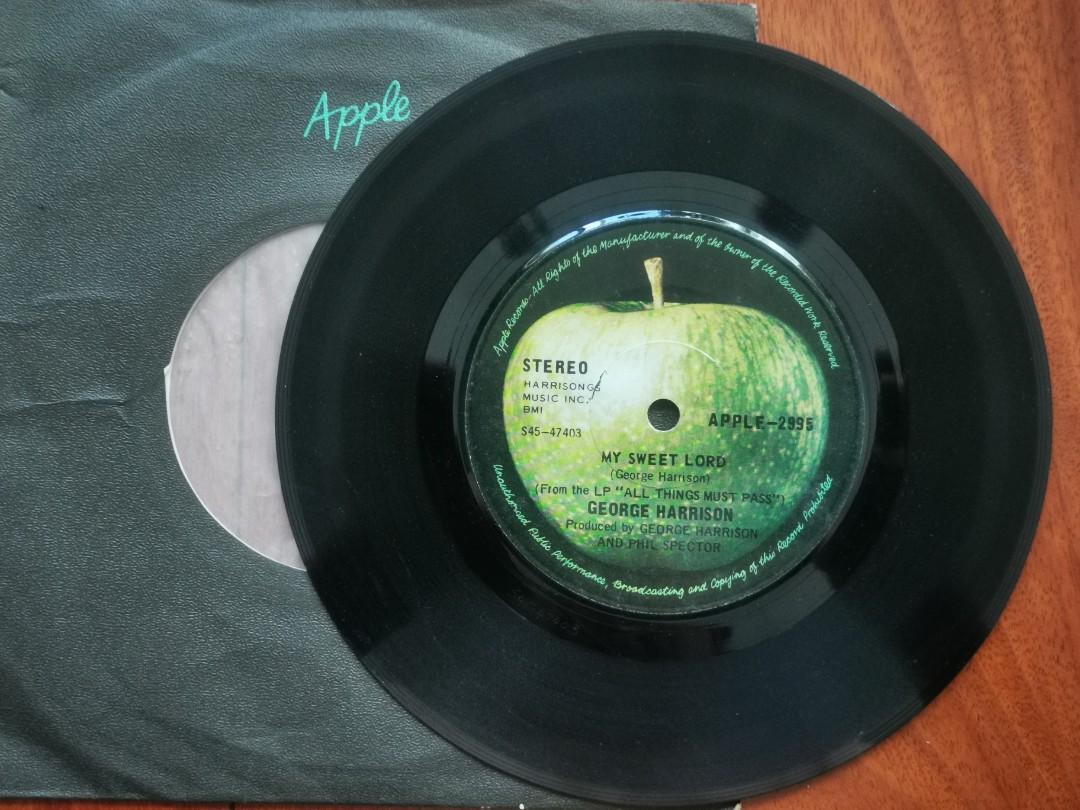 Apple
Apple Records-All Rights of the Manufacturer and of the Owner of the Recorded Work Reserved
STEREO
HARRISONGS
MUSIC INC.
BMI
S45-47403
APPLE-2995
MY SWEET LORD
(George Harrison)
(From the LP "ALL THINGS MUST PASS")
GEORGE HARRISON
Produced by GEORGE HARRISON
AND PHIL SPECTOR
Unauthorised Public Performance, Broadcasting and Copying of this Record Prohibited